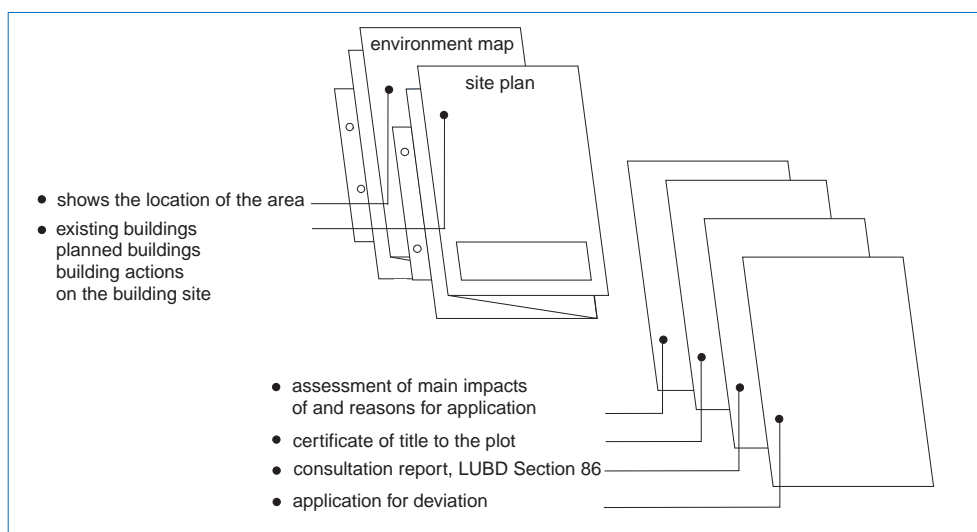 environment map
site plan
● shows the location of the area
● existing buildings
planned buildings
building actions
on the building site
● assessment of main impacts
of and reasons for application
● certificate of title to the plot
● consultation report, LUBD Section 86
● application for deviation